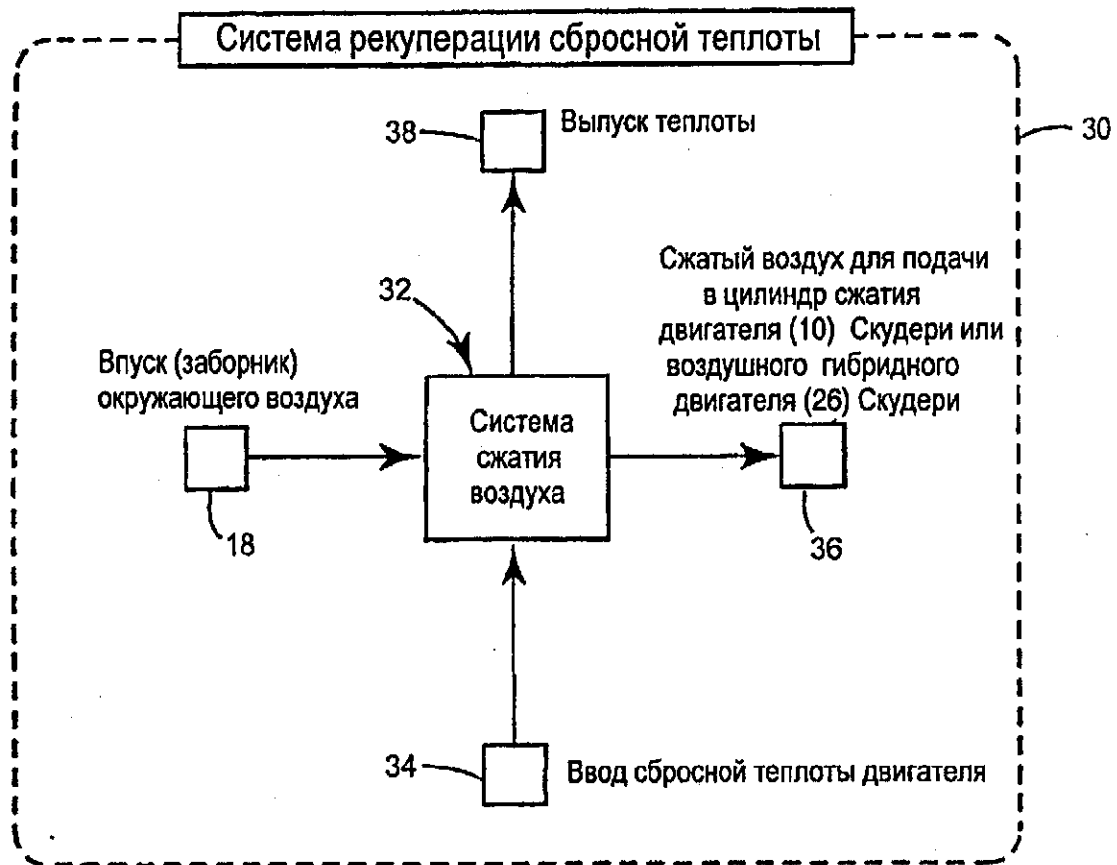 Система рекуперации сбросной теплоты
38
Выпуск теплоты
30
Сжатый воздух для подачи
в цилиндр сжатия
двигателя (10) Скудери или
воздушного гибридного
двигателя (26) Скудери
32
Впуск (заборник)
окружающего воздуха
Система
сжатия
воздуха
18
36
34
Ввод сбросной теплоты двигателя